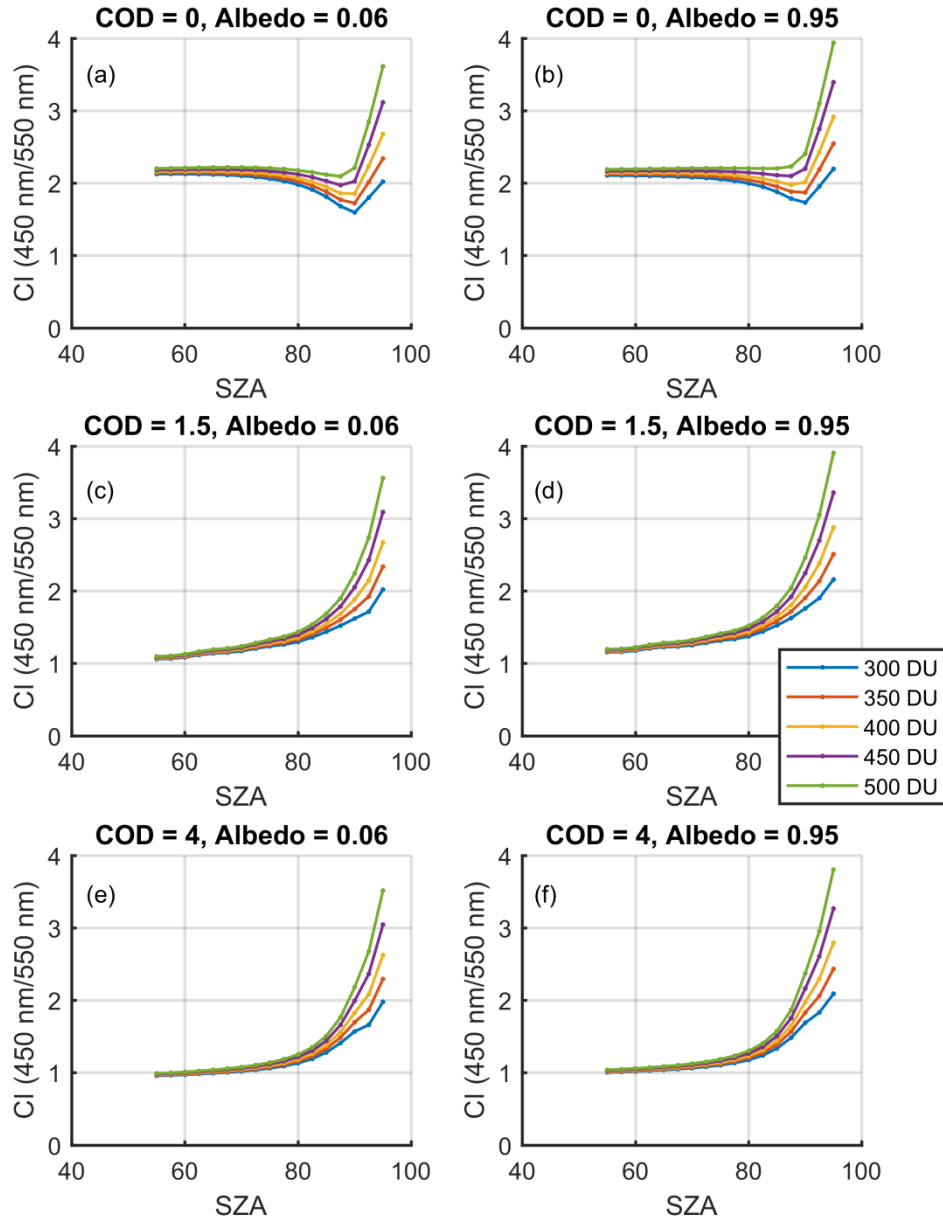 COD = 0, Albedo = 0.06
(a)
CI (450 nm/550 nm)
4
3
2
1
0
40 60 80 100
SZA
COD = 0, Albedo = 0.95
(b)
CI (450 nm/550 nm)
4
3
2
1
0
40 60 80 100
SZA
COD = 1.5, Albedo = 0.06
(c)
CI (450 nm/550 nm)
4
3
2
1
0
40 60 80 100
SZA
COD = 1.5, Albedo = 0.95
(d)
CI (450 nm/550 nm)
4
3
2
1
0
40 60 80
SZA
300 DU
350 DU
400 DU
450 DU
500 DU
COD = 4, Albedo = 0.06
(e)
CI (450 nm/550 nm)
4
3
2
1
0
40 60 80 100
SZA
COD = 4, Albedo = 0.95
(f)
CI (450 nm/550 nm)
4
3
2
1
0
40 60 80 100
SZA